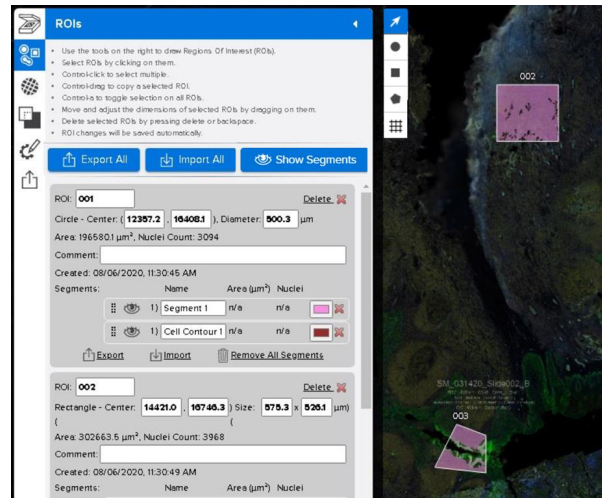 ROIs
• Use the tools on the right to draw Regions Of Interest (ROIs).
• Select ROIs by clicking on them.
• Control-click to select multiple.
• Control-drag to copy a selected ROI.
• Control-a to toggle selection on all ROIs.
• Move and adjust the dimensions of selected ROIs by dragging on them.
• Delete selected ROIs by pressing delete or backspace.
• ROI changes will be saved automatically.
Export All Import All Show Segments
ROI: 001 Delete
Circle - Center: ( 12357.2 , 16408.1 ), Diameter: 500.3 µm
Area: 196580.1 µm², Nuclei Count: 3094
Comment:
Created: 08/06/2020, 11:30:45 AM
Segments: Name Area (µm²) Nuclei
1) Segment 1 n/a n/a
1) Cell Contour 1 n/a n/a
Export Import Remove All Segments
ROI: 002 Delete
Rectangle - Center: 14421.0 , 16746.3 ) Size: 575.3 x 526.1 µm)
( (
Area: 302663.5 µm², Nuclei Count: 3968
Comment:
Created: 08/06/2020, 11:30:49 AM
Segments: Name Area (µm²) Nuclei
002
SM_031420_Slide002_B
003